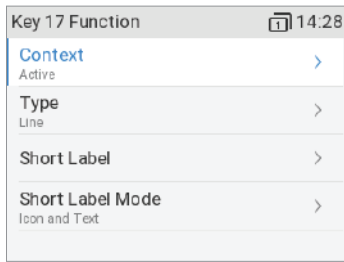 Key 17 Function 1 14:28
Context
Active
Type
Line
Short Label
Short Label Mode
Icon and Text